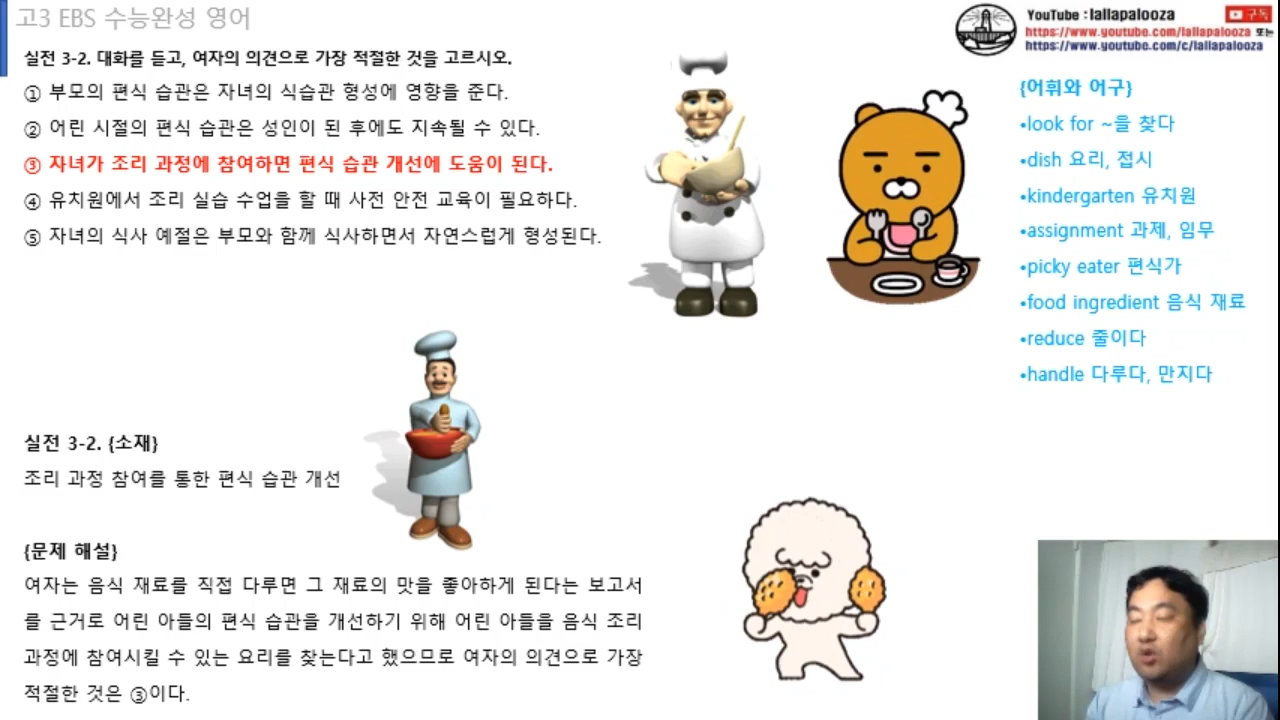 고3 EBS 수능완성 영어
YouTube : lallapalooza
구독
https://www.youtube.com/lallapalooza 또는
https://www.youtube.com/c/lallapalooza
실전 3-2. 대화를 듣고, 여자의 의견으로 가장 적절한 것을 고르시오.
① 부모의 편식 습관은 자녀의 식습관 형성에 영향을 준다.
② 어린 시절의 편식 습관은 성인이 된 후에도 지속될 수 있다.
③ 자녀가 조리 과정에 참여하면 편식 습관 개선에 도움이 된다.
④ 유치원에서 조리 실습 수업을 할 때 사전 안전 교육이 필요하다.
⑤ 자녀의 식사 예절은 부모와 함께 식사하면서 자연스럽게 형성된다.
{어휘와 어구}
•look for ~을 찾다
•dish 요리, 접시
•kindergarten 유치원
•assignment 과제, 임무
•picky eater 편식가
•food ingredient 음식 재료
•reduce 줄이다
•handle 다루다, 만지다
실전 3-2. {소재}
조리 과정 참여를 통한 편식 습관 개선
{문제 해설}
여자는 음식 재료를 직접 다루면 그 재료의 맛을 좋아하게 된다는 보고서
를 근거로 어린 아들의 편식 습관을 개선하기 위해 어린 아들을 음식 조리
과정에 참여시킬 수 있는 요리를 찾는다고 했으므로 여자의 의견으로 가장
적절한 것은 ③이다.